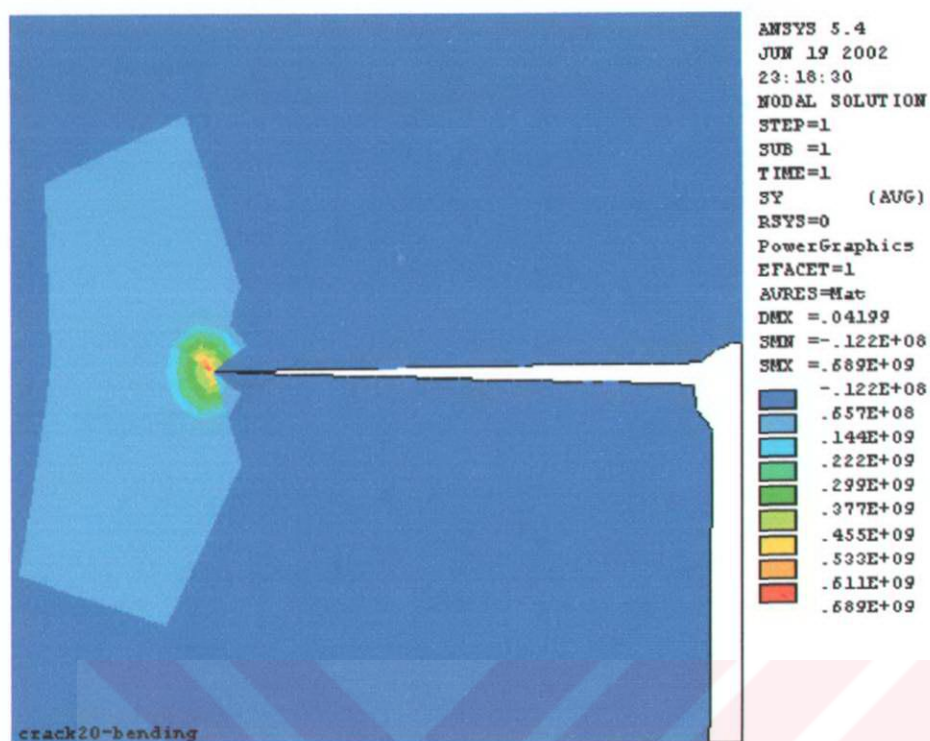 ANSYS 5.4
JUN 19 2002
23:18:30
NODAL SOLUTION
STEP=1
SUB =1
TIME=1
SY (AVG)
RSYS=0
PowerGraphics
EFACET=1
AVRES=Mat
DMX =.04199
SMN =-.122E+08
SMX =.689E+09
-.122E+08
.657E+08
.144E+09
.222E+09
.299E+09
.377E+09
.455E+09
.533E+09
.611E+09
.689E+09
crack20-bending